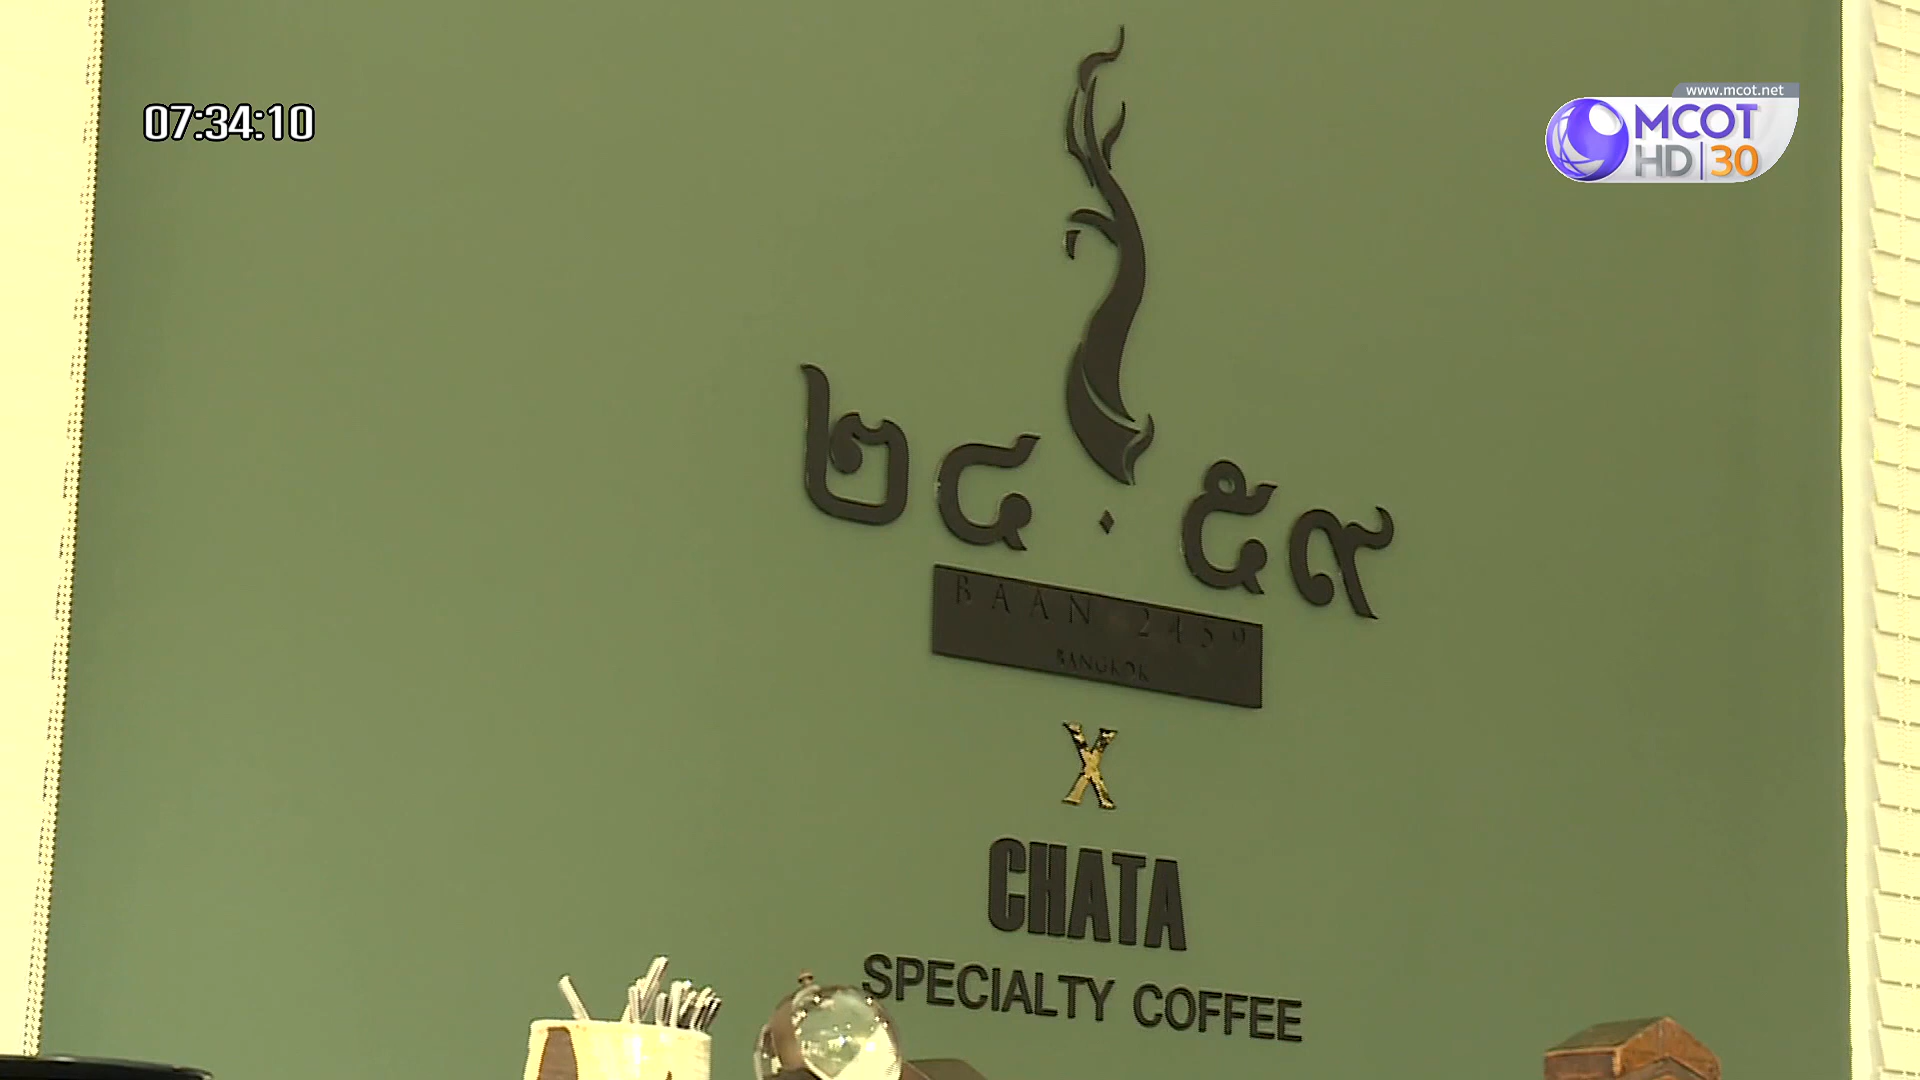 www.mcot.net
07:34:10
MCOT
HD|30
๒๔๕๙
BAAN 2459
BANGKOK
X
CHATA
SPECIALTY COFFEE